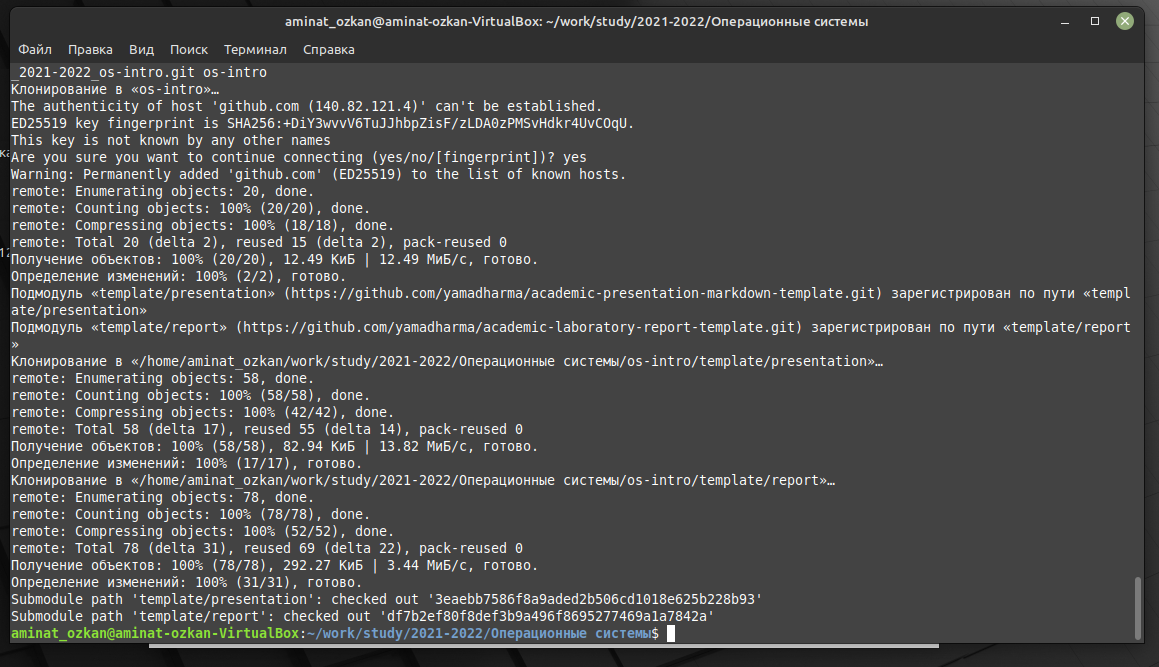 aminat_ozkan@aminat-ozkan-VirtualBox: ~/work/study/2021-2022/Операционные системы
Файл Правка Вид Поиск Терминал Справка
_2021-2022_os-intro.git os-intro
Клонирование в «os-intro»…
The authenticity of host 'github.com (140.82.121.4)' can't be established.
ED25519 key fingerprint is SHA256:+DiY3wvvV6TuJJhbpZisF/zLDA0zPMSvHdkr4UvCOqU.
This key is not known by any other names
Are you sure you want to continue connecting (yes/no/[fingerprint])? yes
Warning: Permanently added 'github.com' (ED25519) to the list of known hosts.
remote: Enumerating objects: 20, done.
remote: Counting objects: 100% (20/20), done.
remote: Compressing objects: 100% (18/18), done.
remote: Total 20 (delta 2), reused 15 (delta 2), pack-reused 0
Получение объектов: 100% (20/20), 12.49 КиБ | 12.49 МиБ/с, готово.
Определение изменений: 100% (2/2), готово.
Подмодуль «template/presentation» (https://github.com/yamadharma/academic-presentation-markdown-template.git) зарегистрирован по пути «templ
ate/presentation»
Подмодуль «template/report» (https://github.com/yamadharma/academic-laboratory-report-template.git) зарегистрирован по пути «template/report
»
Клонирование в «/home/aminat_ozkan/work/study/2021-2022/Операционные системы/os-intro/template/presentation»…
remote: Enumerating objects: 58, done.
remote: Counting objects: 100% (58/58), done.
remote: Compressing objects: 100% (42/42), done.
remote: Total 58 (delta 17), reused 55 (delta 14), pack-reused 0
Получение объектов: 100% (58/58), 82.94 КиБ | 13.82 МиБ/с, готово.
Определение изменений: 100% (17/17), готово.
Клонирование в «/home/aminat_ozkan/work/study/2021-2022/Операционные системы/os-intro/template/report»…
remote: Enumerating objects: 78, done.
remote: Counting objects: 100% (78/78), done.
remote: Compressing objects: 100% (52/52), done.
remote: Total 78 (delta 31), reused 69 (delta 22), pack-reused 0
Получение объектов: 100% (78/78), 292.27 КиБ | 3.44 МиБ/с, готово.
Определение изменений: 100% (31/31), готово.
Submodule path 'template/presentation': checked out '3eaebb7586f8a9aded2b506cd1018e625b228b93'
Submodule path 'template/report': checked out 'df7b2ef80f8def3b9a496f8695277469a1a7842a'
aminat_ozkan@aminat-ozkan-VirtualBox:~/work/study/2021-2022/Операционные системы$